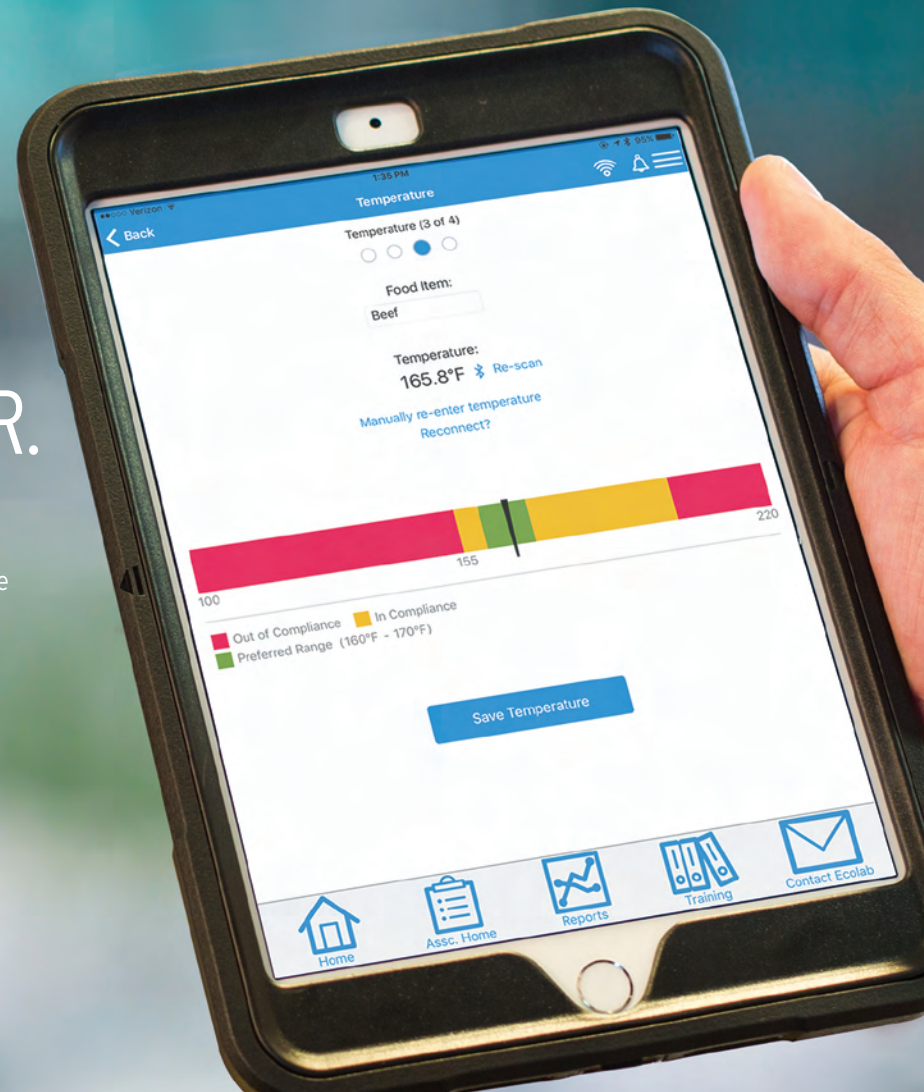 R.
e
●●○○○ Verizon
1:35 PM
95%
Back
Temperature
Temperature (3 of 4)
Food Item:
Beef
Temperature:
165.8°F Re-scan
Manually re-enter temperature
Reconnect?
100
155
220
Out of Compliance In Compliance
Preferred Range (160°F - 170°F)
Save Temperature
Home
Assc. Home
Reports
Training
Contact Ecolab